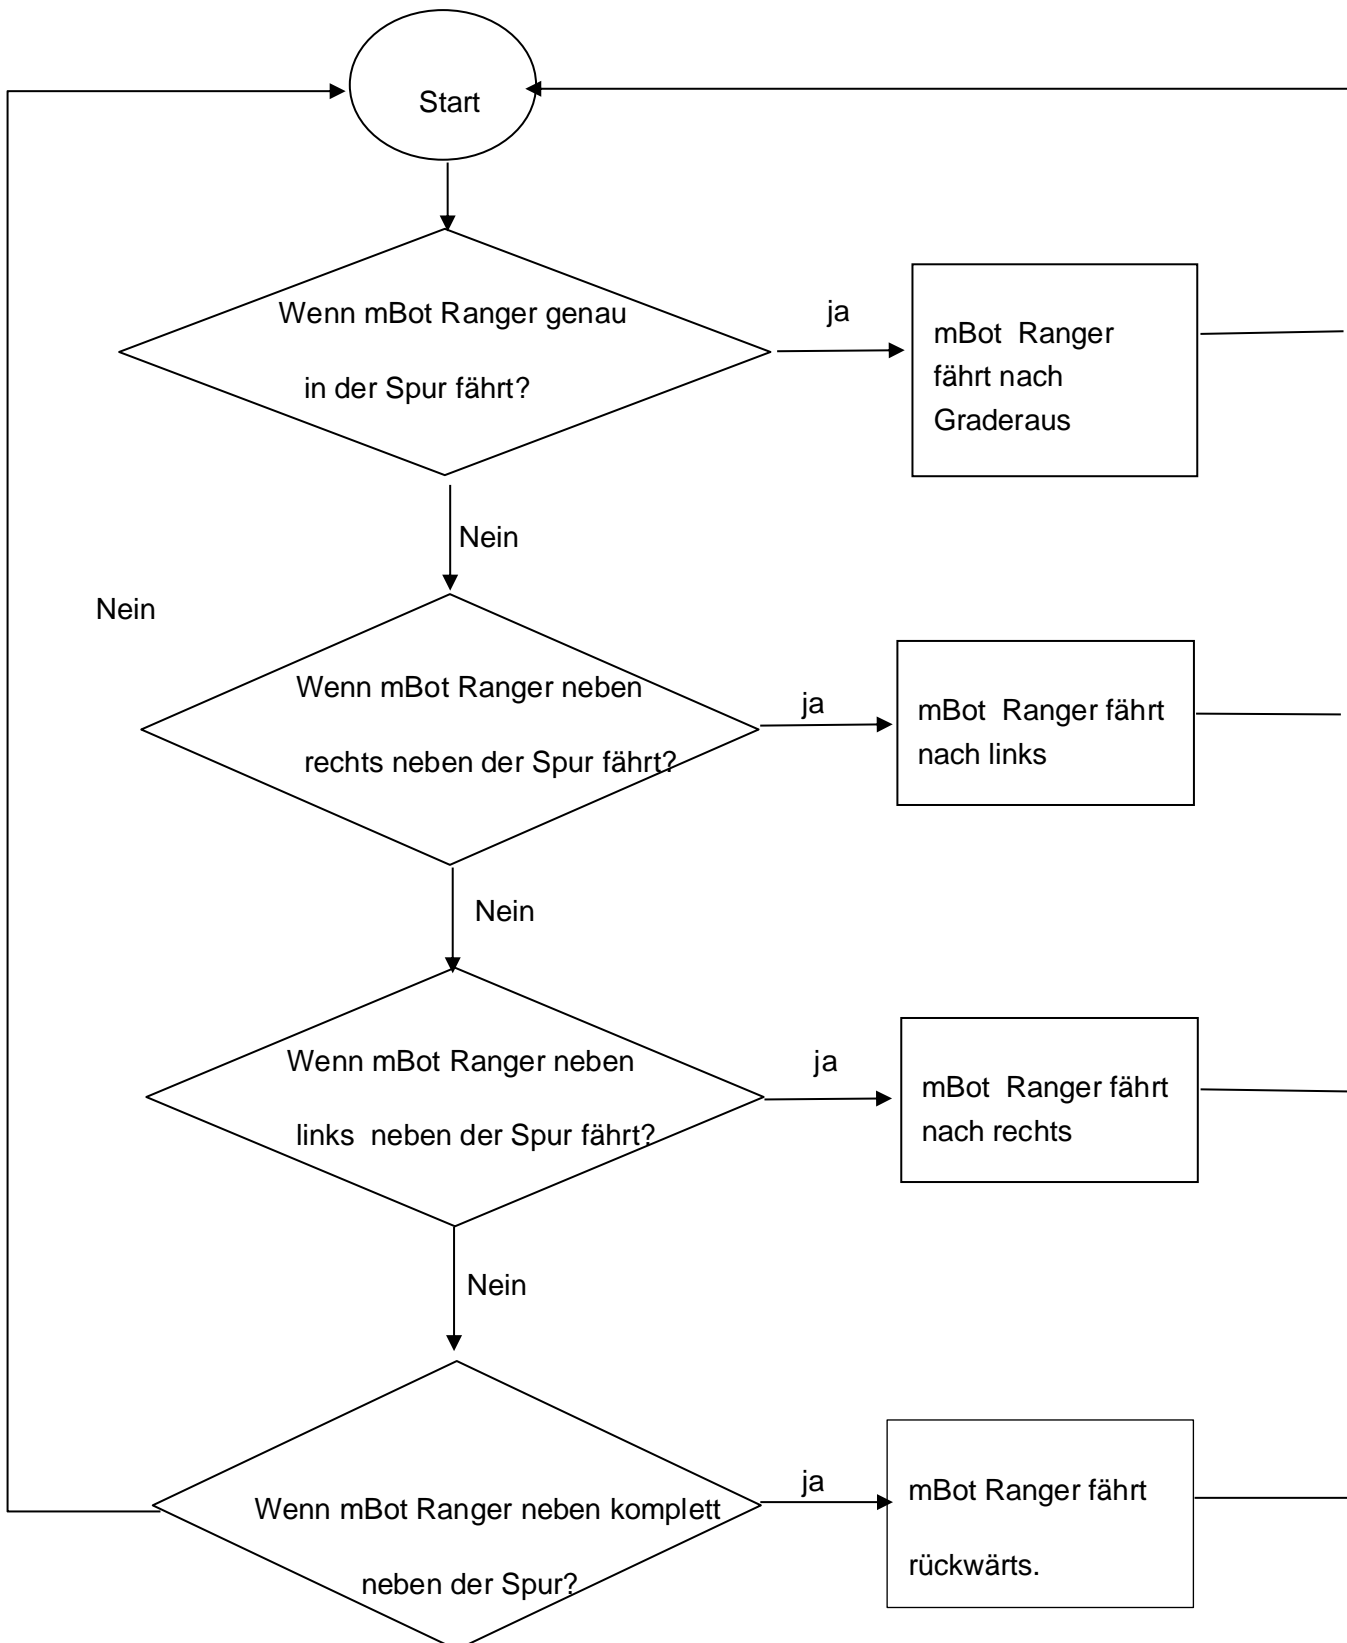 Start
Wenn mBot Ranger genau
in der Spur fährt?
ja
mBot  Ranger
fährt nach
Graderaus
Nein
Nein
Wenn mBot Ranger neben
rechts neben der Spur fährt?
ja
mBot  Ranger fährt
nach links
Nein
Wenn mBot Ranger neben
links  neben der Spur fährt?
ja
mBot  Ranger fährt
nach rechts
Nein
Wenn mBot Ranger neben komplett
neben der Spur?
ja
mBot Ranger fährt
rückwärts.